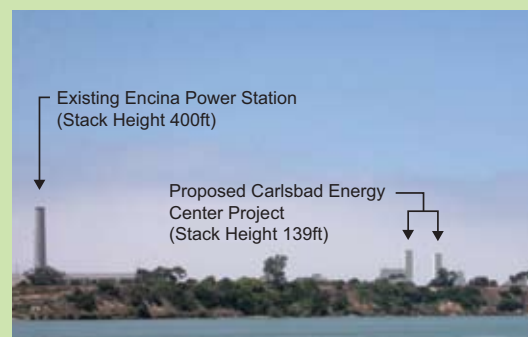 Existing Encina Power Station
(Stack Height 400ft)
Proposed Carlsbad Energy
Center Project
(Stack Height 139ft)